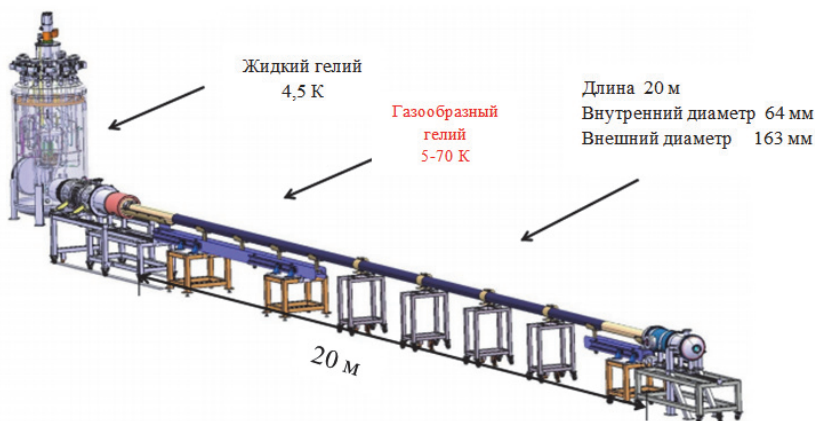 Жидкий гелий
4,5 К
Газообразный
гелий
5-70 К
Длина 20 м
Внутренний диаметр 64 мм
Внешний диаметр 163 мм
20 м